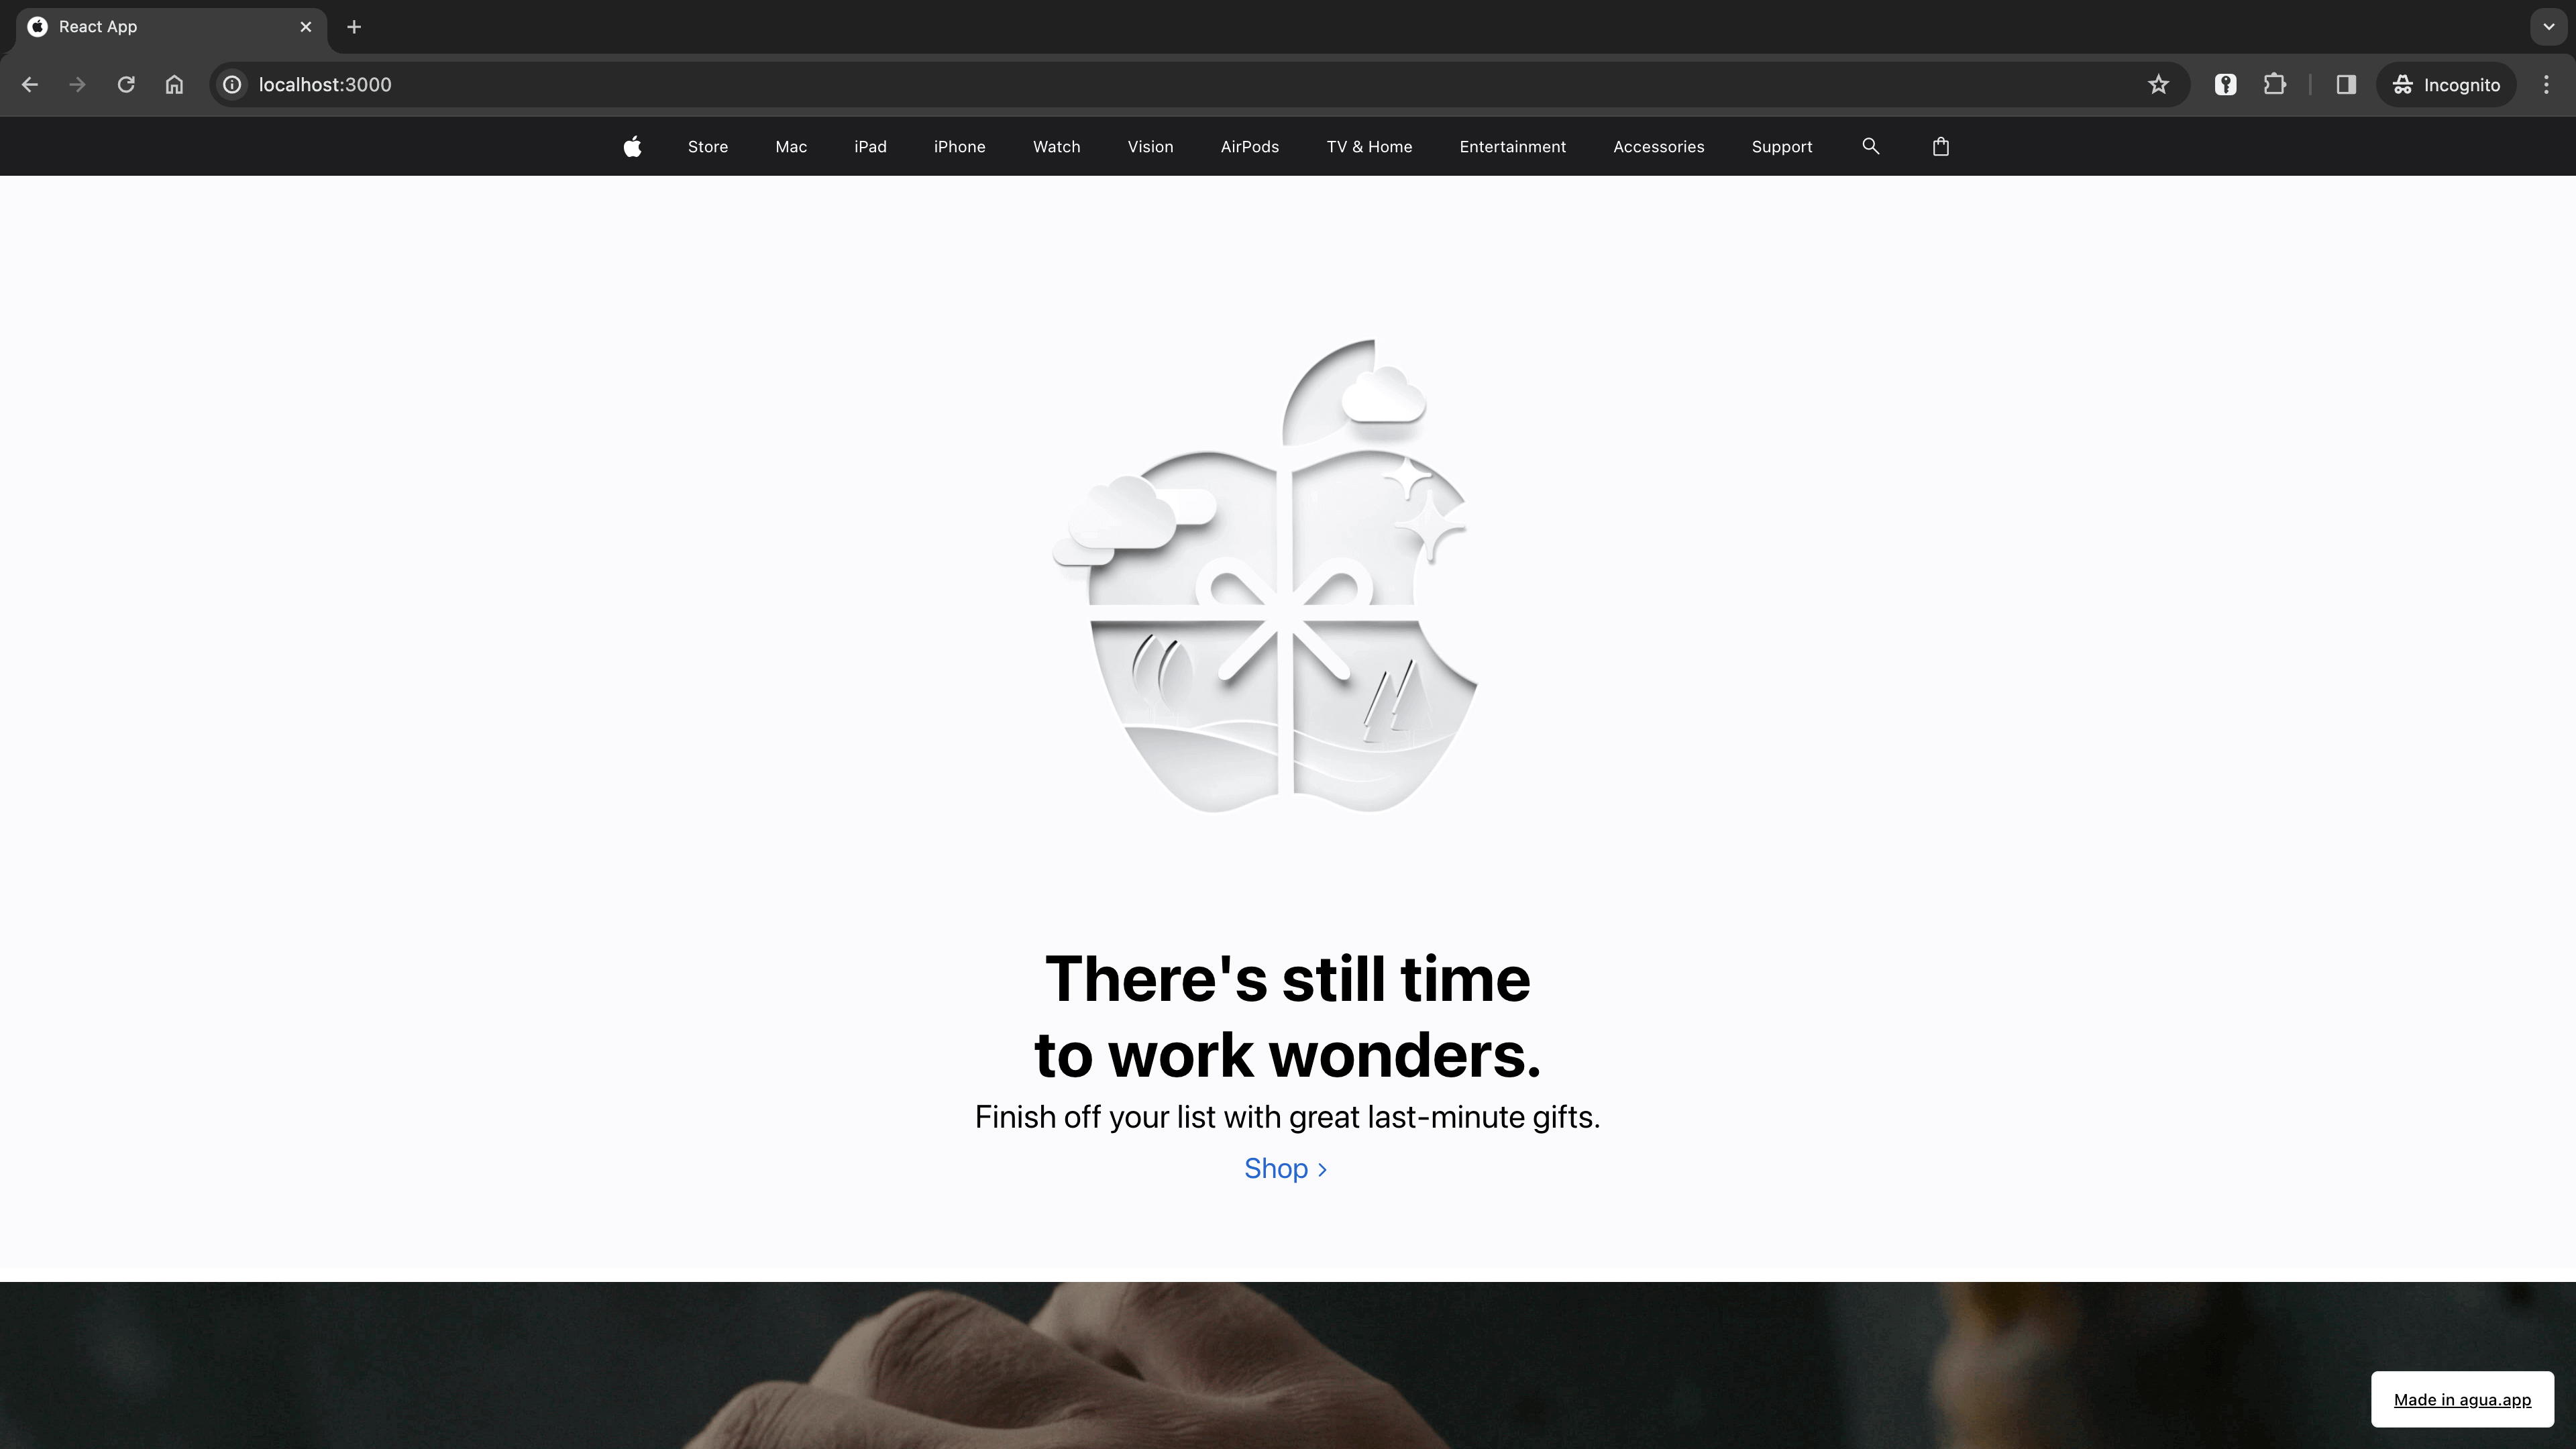 React App
localhost:3000
Incognito
Store Mac iPad iPhone Watch Vision AirPods TV & Home Entertainment Accessories Support
There's still time
to work wonders.
Finish off your list with great last-minute gifts.
Shop
Made in agua.app